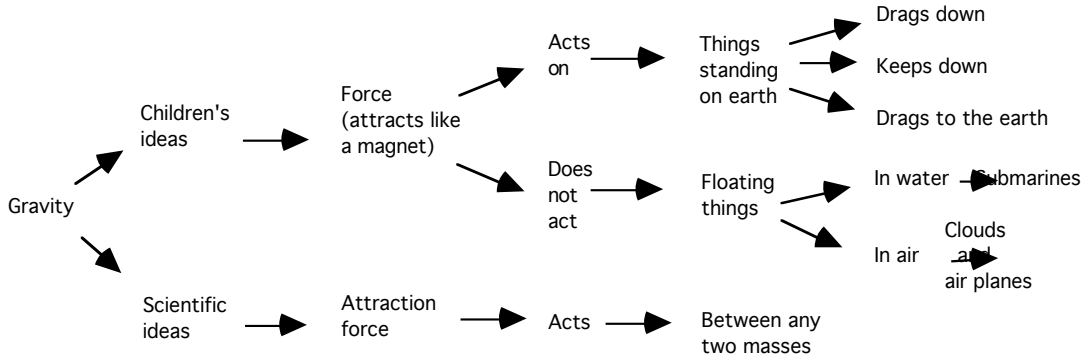 Gravity
Children's
ideas
Force
(attracts like
a magnet)
Acts
on
Things
standing
on earth
Drags down
Keeps down
Drags to the earth
Does
not
act
Floating
things
In water
Submarines
In air
Clouds
and
air planes
Scientific
ideas
Attraction
force
Acts
Between any
two masses